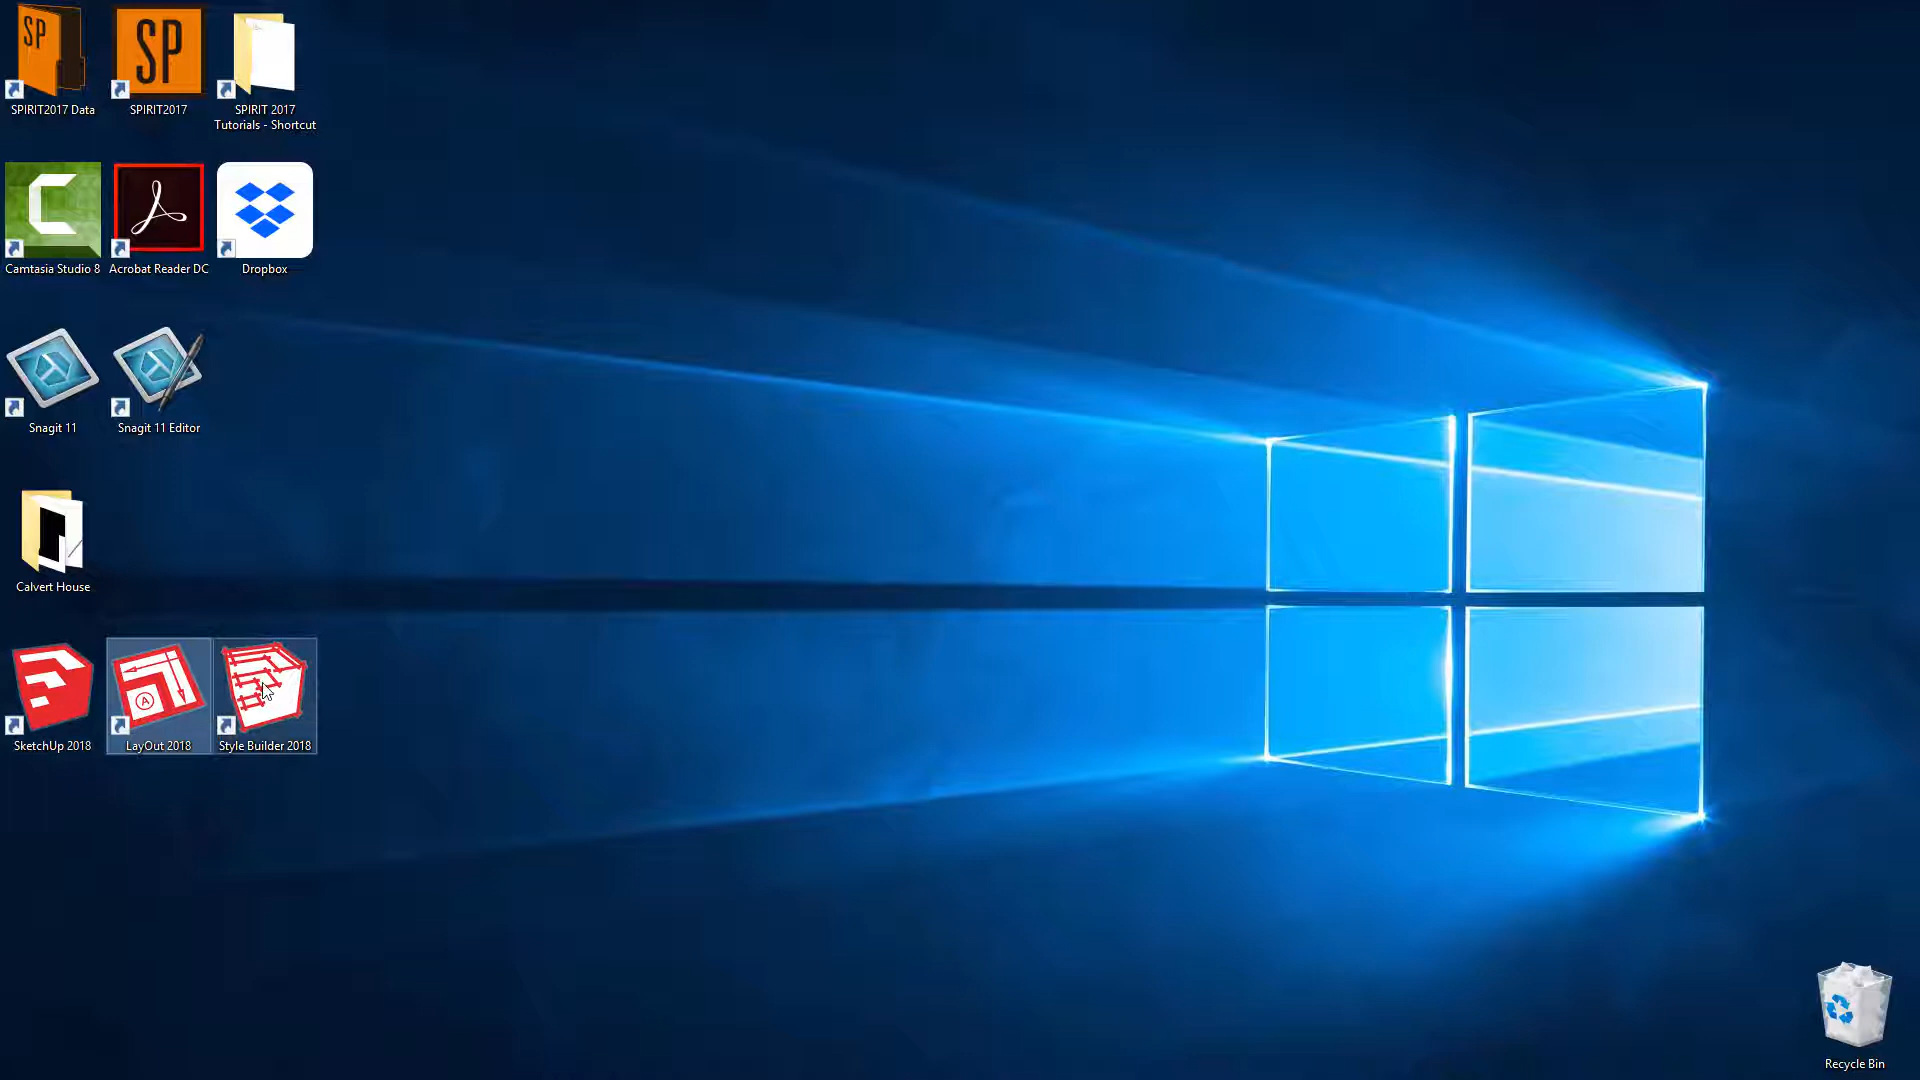 SP
SP
SPIRIT2017 Data
SPIRIT2017
SPIRIT 2017
Tutorials - Shortcut
Camtasia Studio 8
Acrobat Reader DC
Dropbox
Snagit 11
Snagit 11 Editor
Calvert House
A
SketchUp 2018
LayOut 2018
Style Builder 2018
Recycle Bin